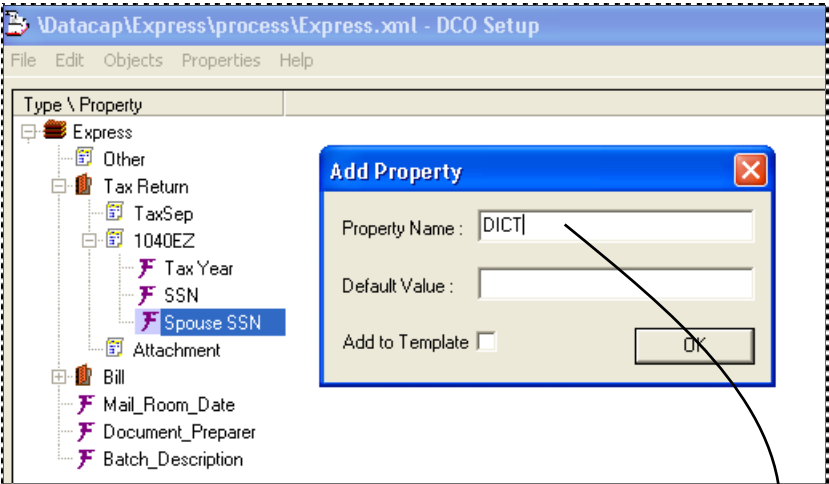 \Datacap\Express\process\Express.xml - DCO Setup
File Edit Objects Properties Help
Type \ Property
Express
Other
Tax Return
TaxSep
1040EZ
Tax Year
SSN
Spouse SSN
Attachment
Bill
Mail_Room_Date
Document_Preparer
Batch_Description
Add Property
Property Name : DICT
Default Value :
Add to Template
OK